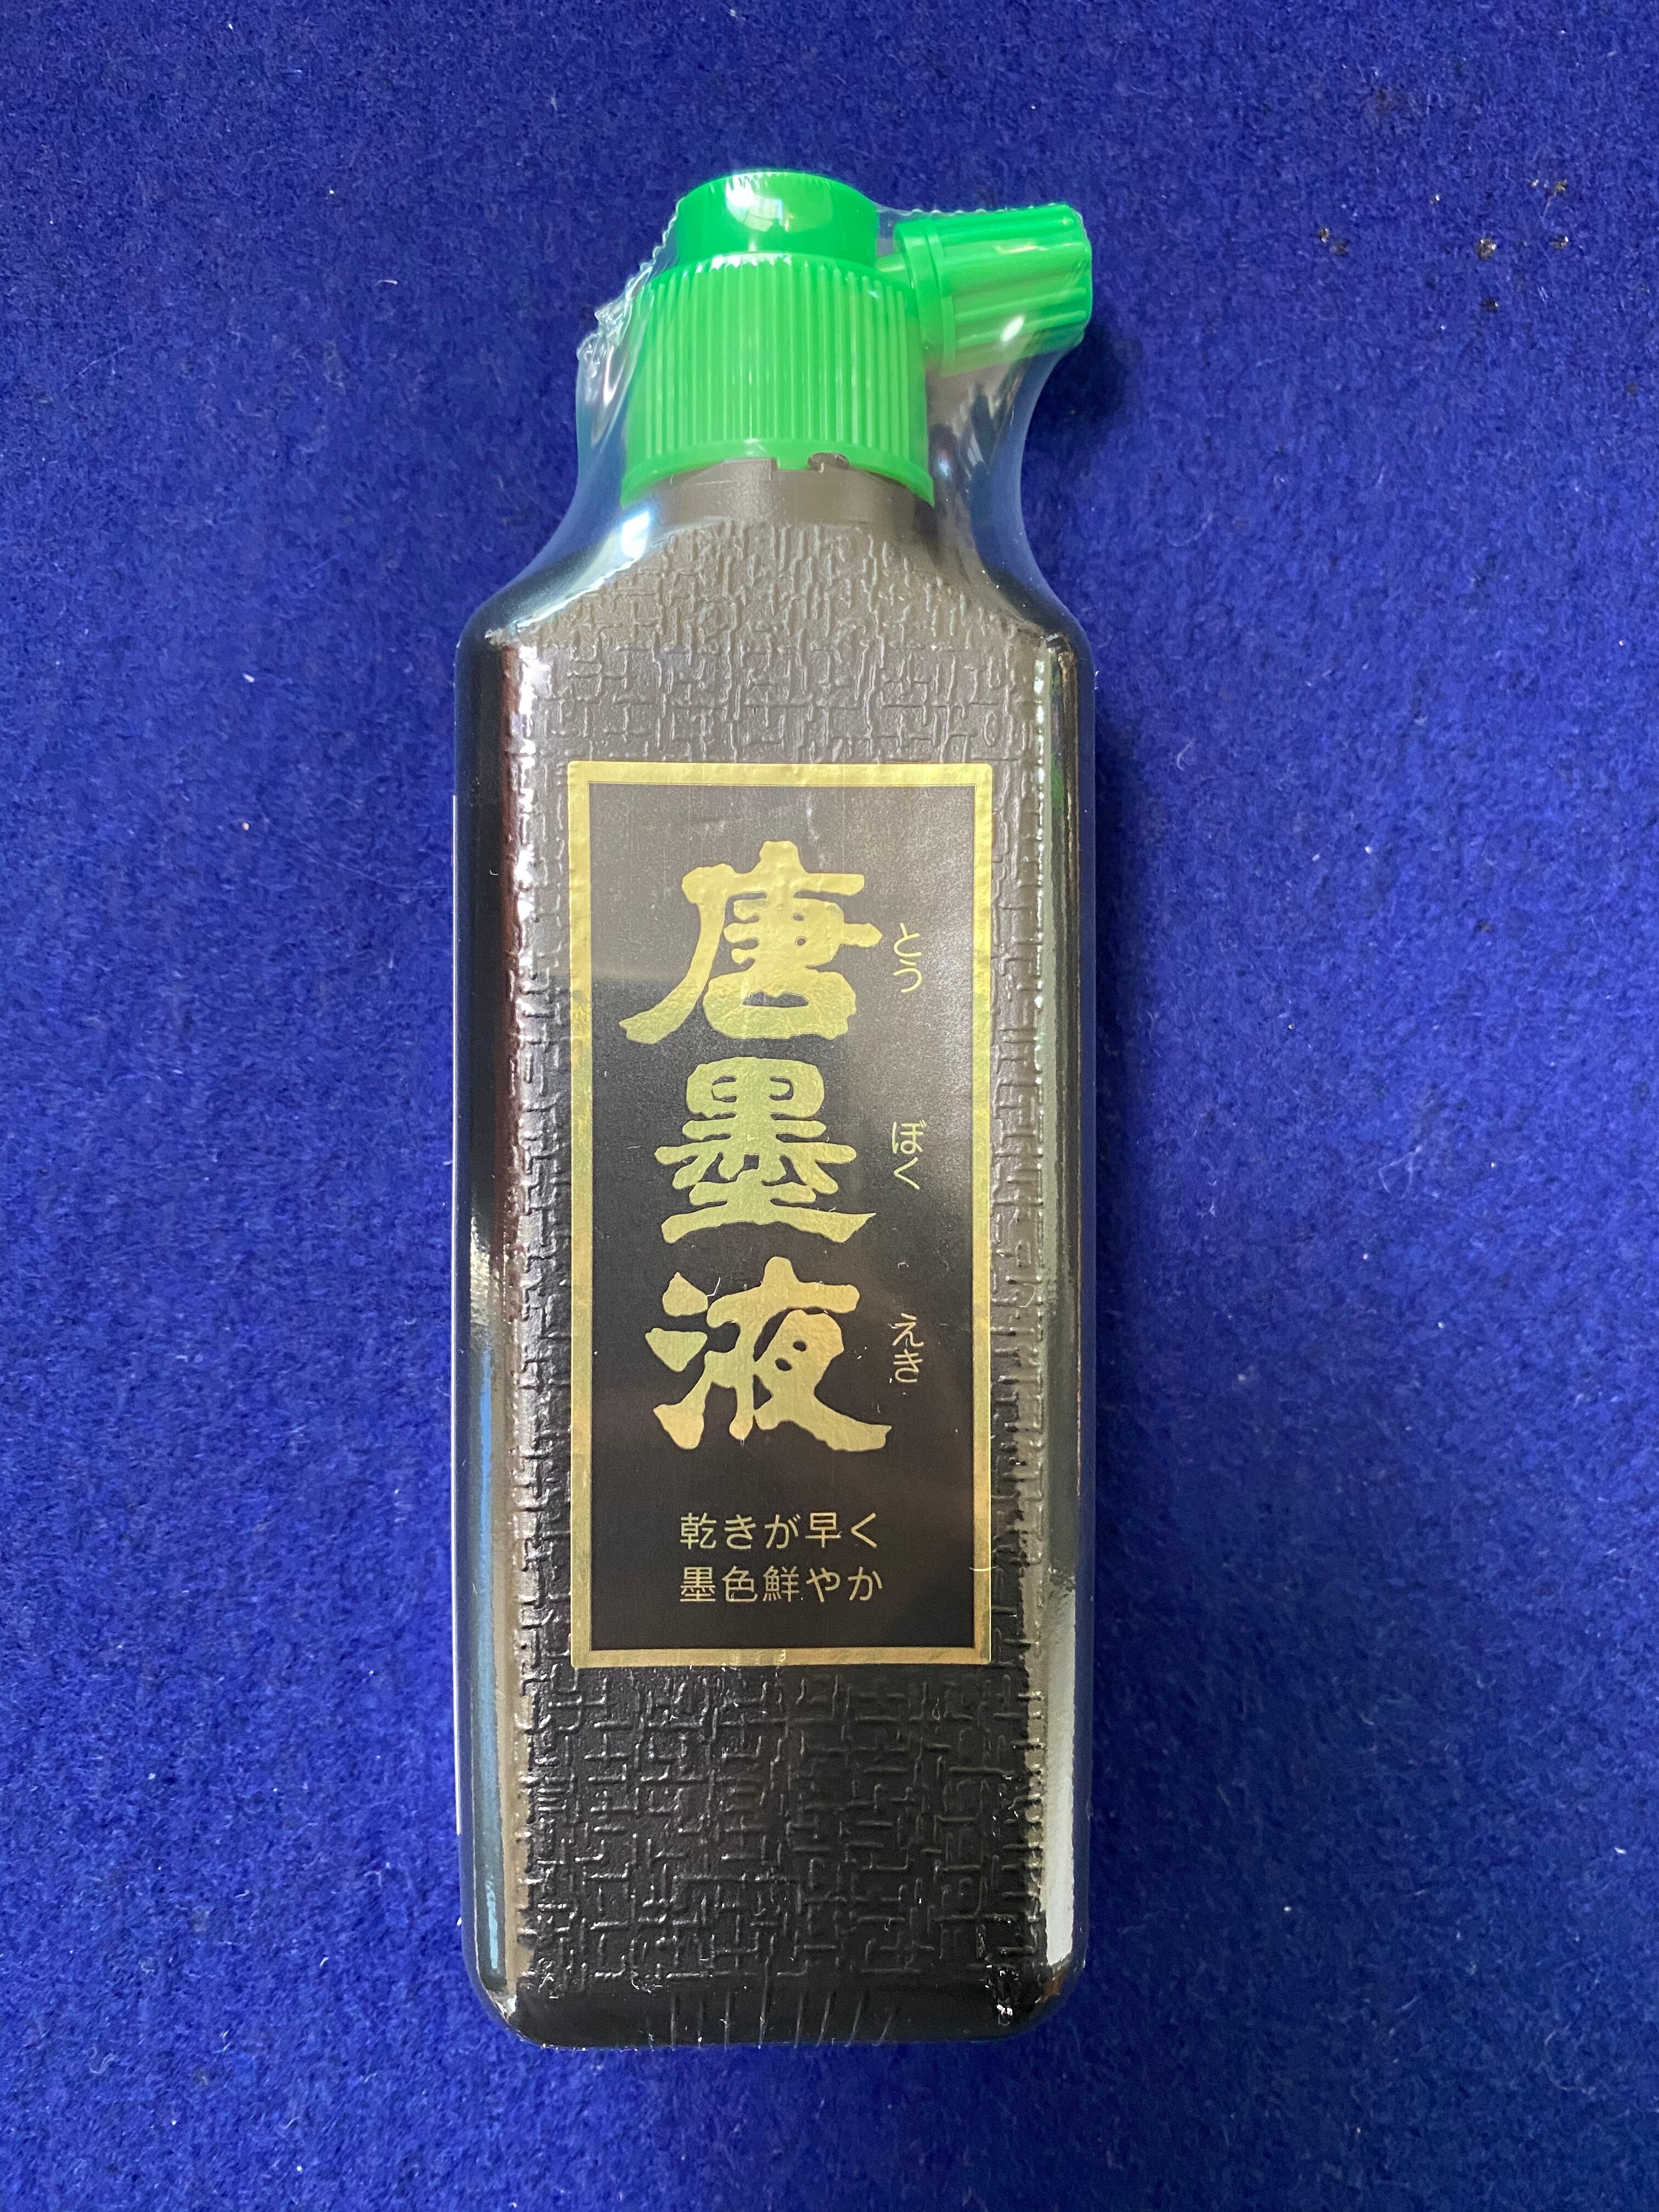 唐墨液
とうぼくえき
乾きが早く
墨色鮮やか